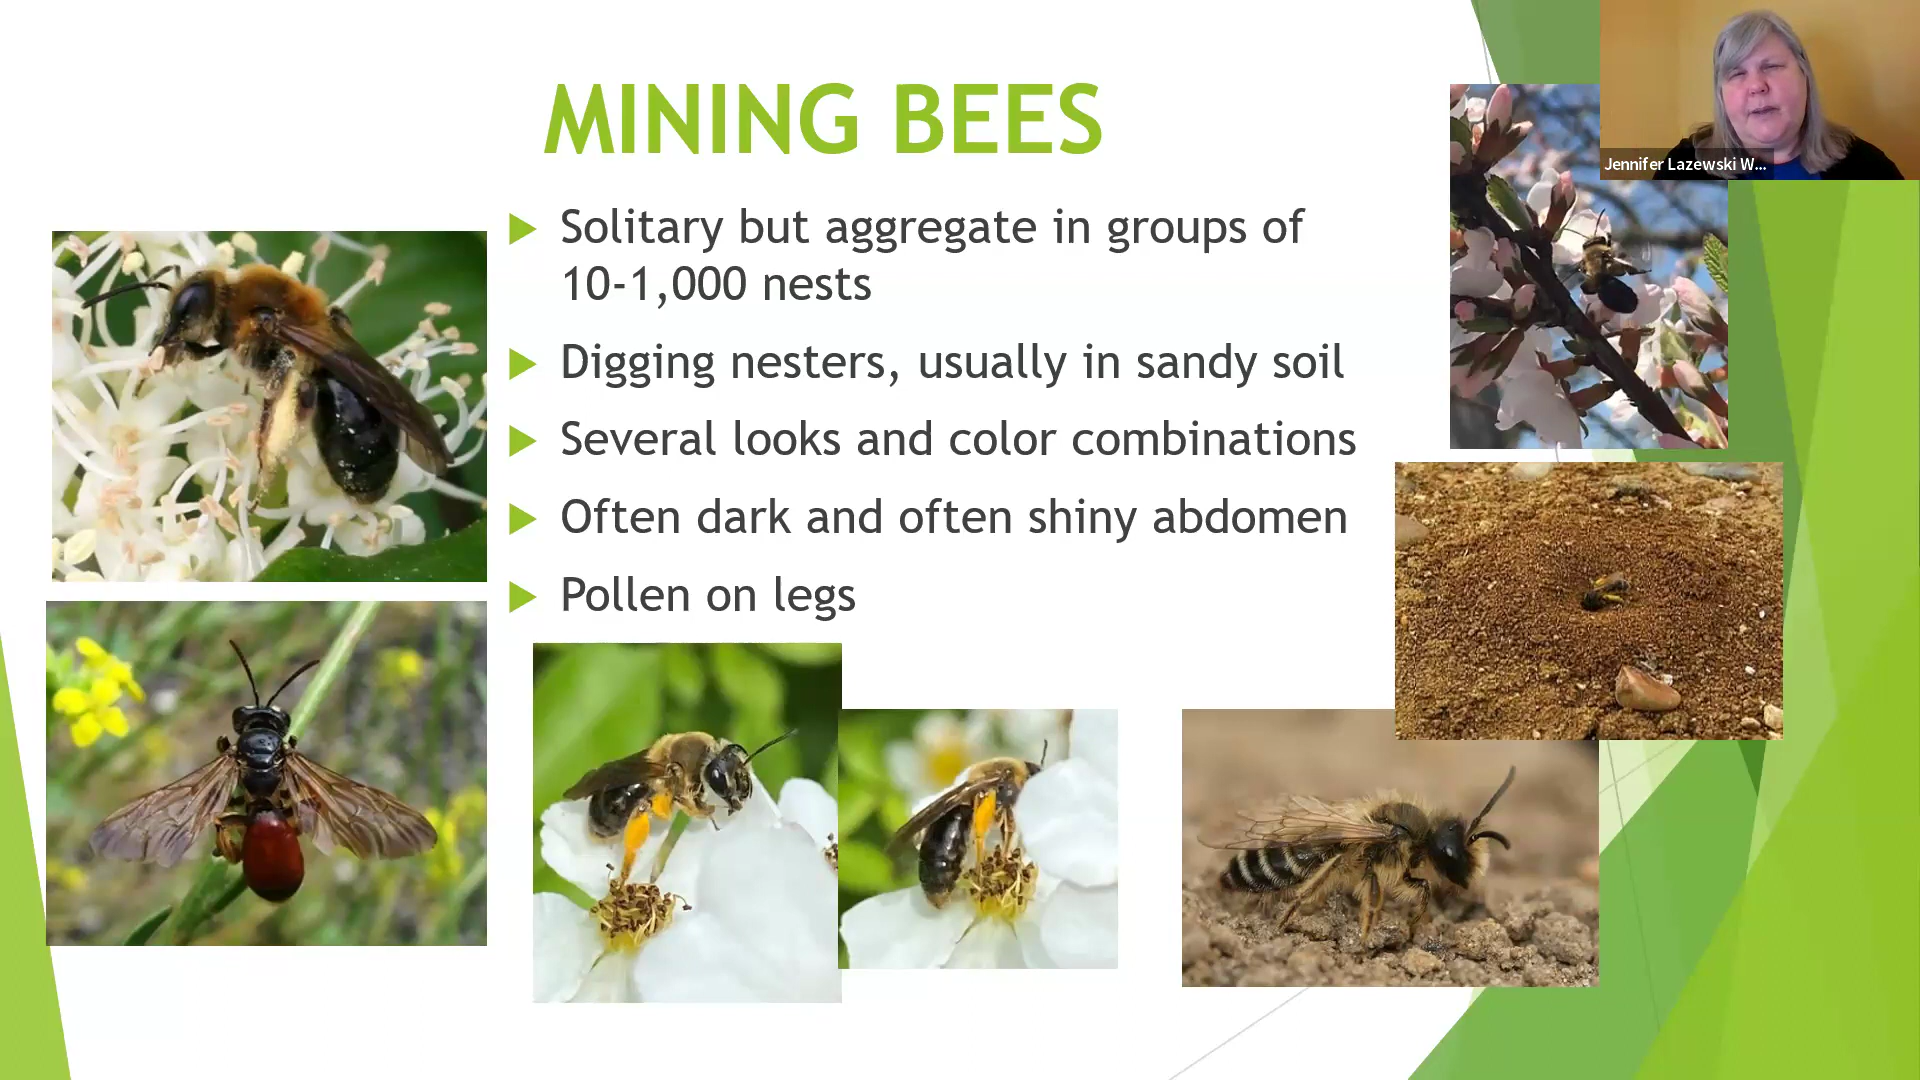 MINING BEES
Solitary but aggregate in groups of
10-1,000 nests
Digging nesters, usually in sandy soil
Several looks and color combinations
Often dark and often shiny abdomen
Pollen on legs
Jennifer Lazewski W...